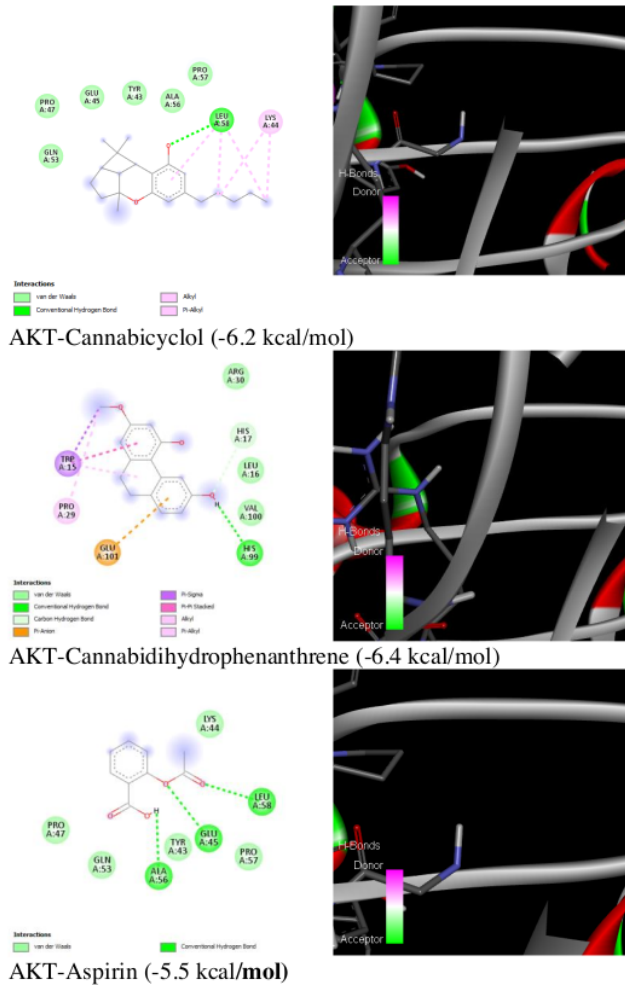 PRO
A:57
TYR
A:43
GLU
A:45
ALA
A:56
PRO
A:47
LEU
A:58
LYS
A:44
GLN
A:53
H-Bonds
Donor
Acceptor
Interactions
van der Waals
Conventional Hydrogen Bond
Alkyl
Pi-Alkyl
AKT-Cannabicyclol (-6.2 kcal/mol)
ARG
A:30
HIS
A:17
TRP
A:15
LEU
A:16
PRO
A:29
VAL
A:100
H
GLU
A:101
HIS
A:99
H-Bonds
Donor
Acceptor
Interactions
van der Waals
Conventional Hydrogen Bond
Carbon Hydrogen Bond
Pi-Anion
Pi-Sigma
Pi-Pi Stacked
Alkyl
Pi-Alkyl
AKT-Cannabidihydrophenanthrene (-6.4 kcal/mol)
LYS
A:44
LEU
A:58
H
PRO
A:47
GLU
A:45
TYR
A:43
GLN
A:53
PRO
A:57
ALA
A:56
H-Bonds
Donor
Acceptor
Interactions
van der Waals
Conventional Hydrogen Bond
AKT-Aspirin (-5.5 kcal/mol)